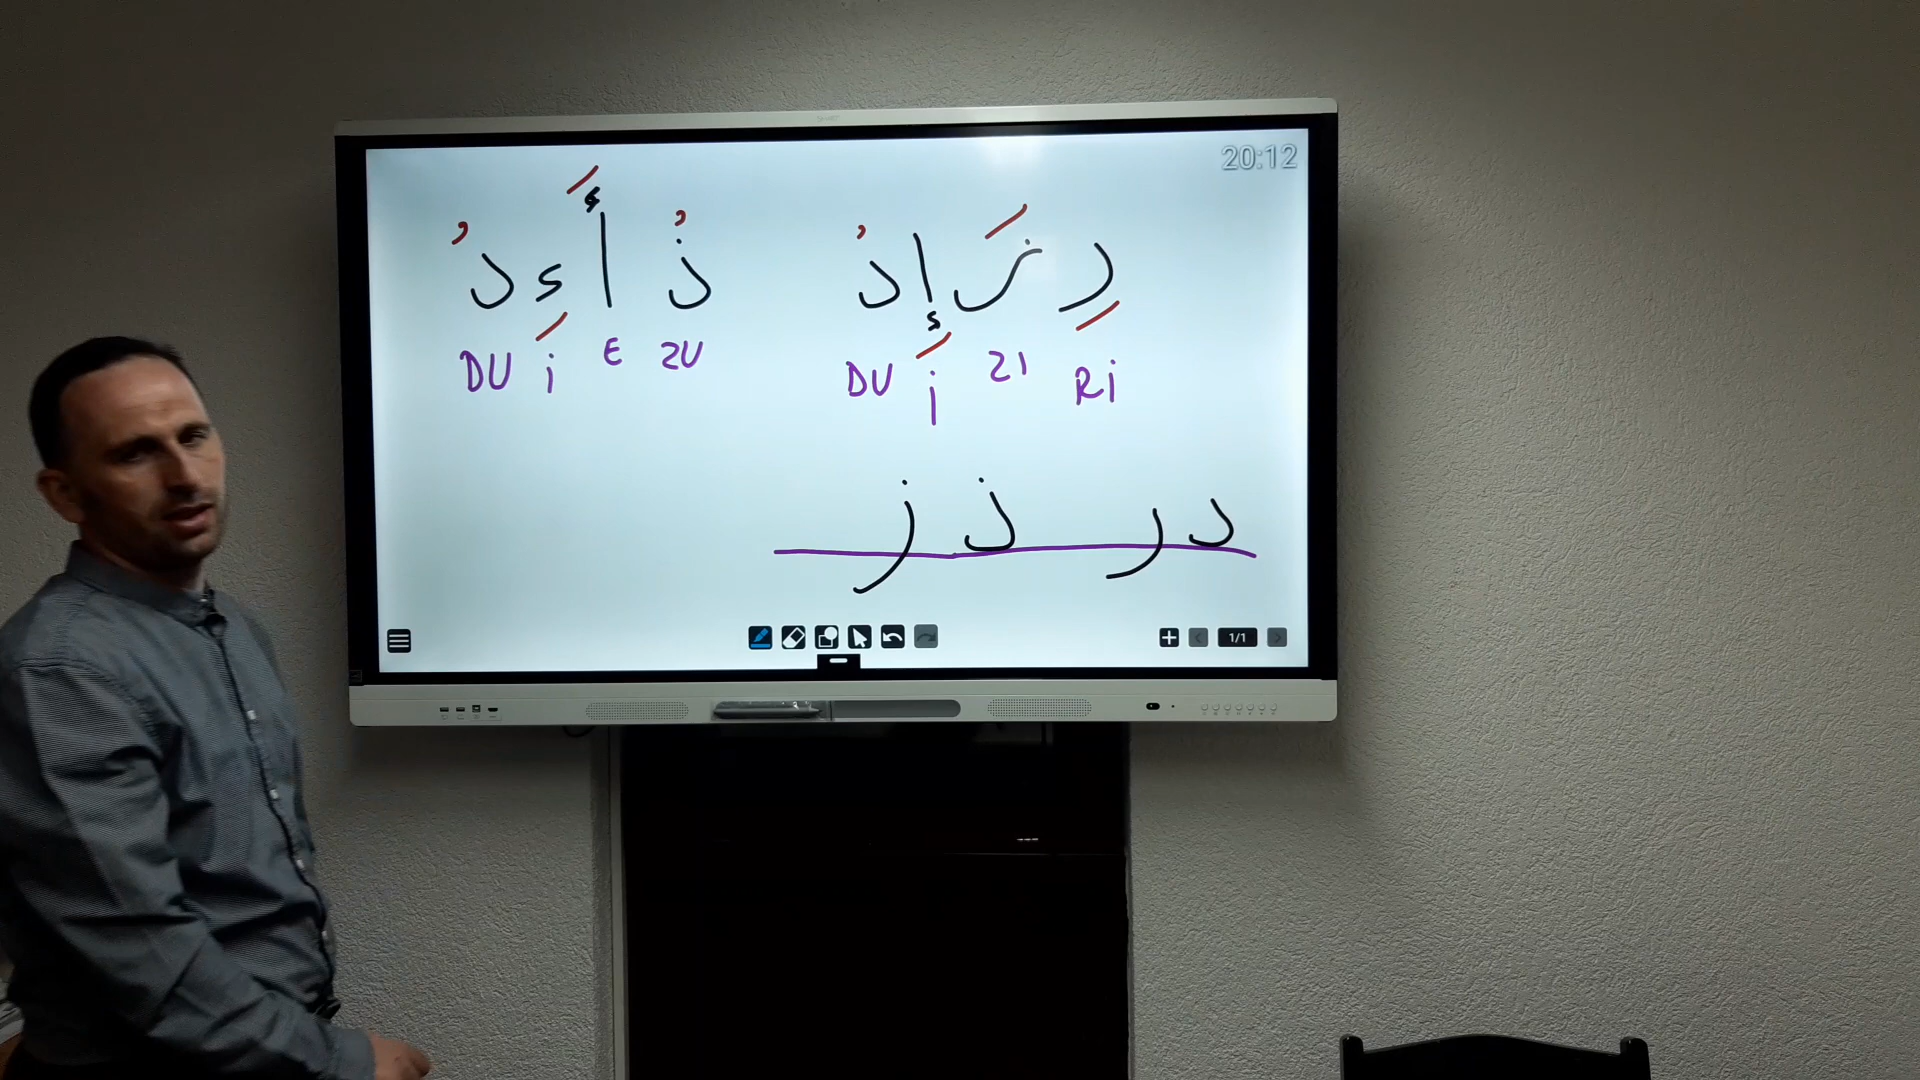 20:12
رِ زَ إِ دُ ذُ أَ ءِ دُ
DU i E ZU DU i ZI Ri
د ر ذ ز
1/1